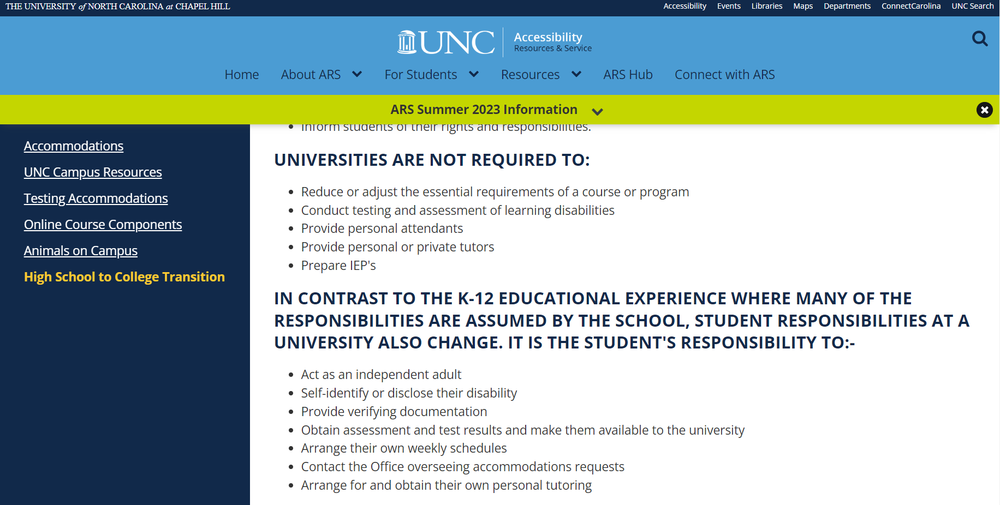 THE UNIVERSITY of NORTH CAROLINA at CHAPEL HILL
Accessibility Events Libraries Maps Departments ConnectCarolina UNC Search
UNC Accessibility
Resources & Service
Home About ARS For Students Resources ARS Hub Connect with ARS
ARS Summer 2023 Information
Accommodations
UNC Campus Resources
Testing Accommodations
Online Course Components
Animals on Campus
High School to College Transition
• Inform students of their rights and responsibilities.
UNIVERSITIES ARE NOT REQUIRED TO:
• Reduce or adjust the essential requirements of a course or program
• Conduct testing and assessment of learning disabilities
• Provide personal attendants
• Provide personal or private tutors
• Prepare IEP's
IN CONTRAST TO THE K-12 EDUCATIONAL EXPERIENCE WHERE MANY OF THE
RESPONSIBILITIES ARE ASSUMED BY THE SCHOOL, STUDENT RESPONSIBILITIES AT A
UNIVERSITY ALSO CHANGE. IT IS THE STUDENT'S RESPONSIBILITY TO:-
• Act as an independent adult
• Self-identify or disclose their disability
• Provide verifying documentation
• Obtain assessment and test results and make them available to the university
• Arrange their own weekly schedules
• Contact the Office overseeing accommodations requests
• Arrange for and obtain their own personal tutoring